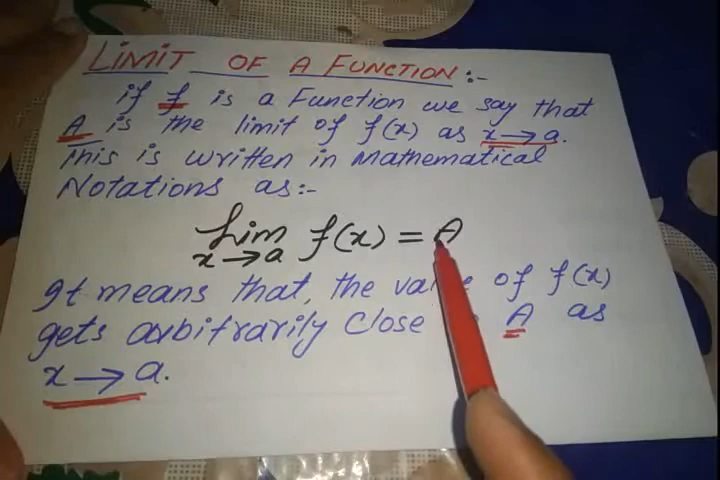 LIMIT OF A FUNCTION :-
if f is a Function we say that
A is the limit of f(x) as x→a.
This is written in Mathematical
Notations as:-
Lim f(x) = A
x→a
It means that, the value of f(x)
gets arbitrarily Close A as
x→a.